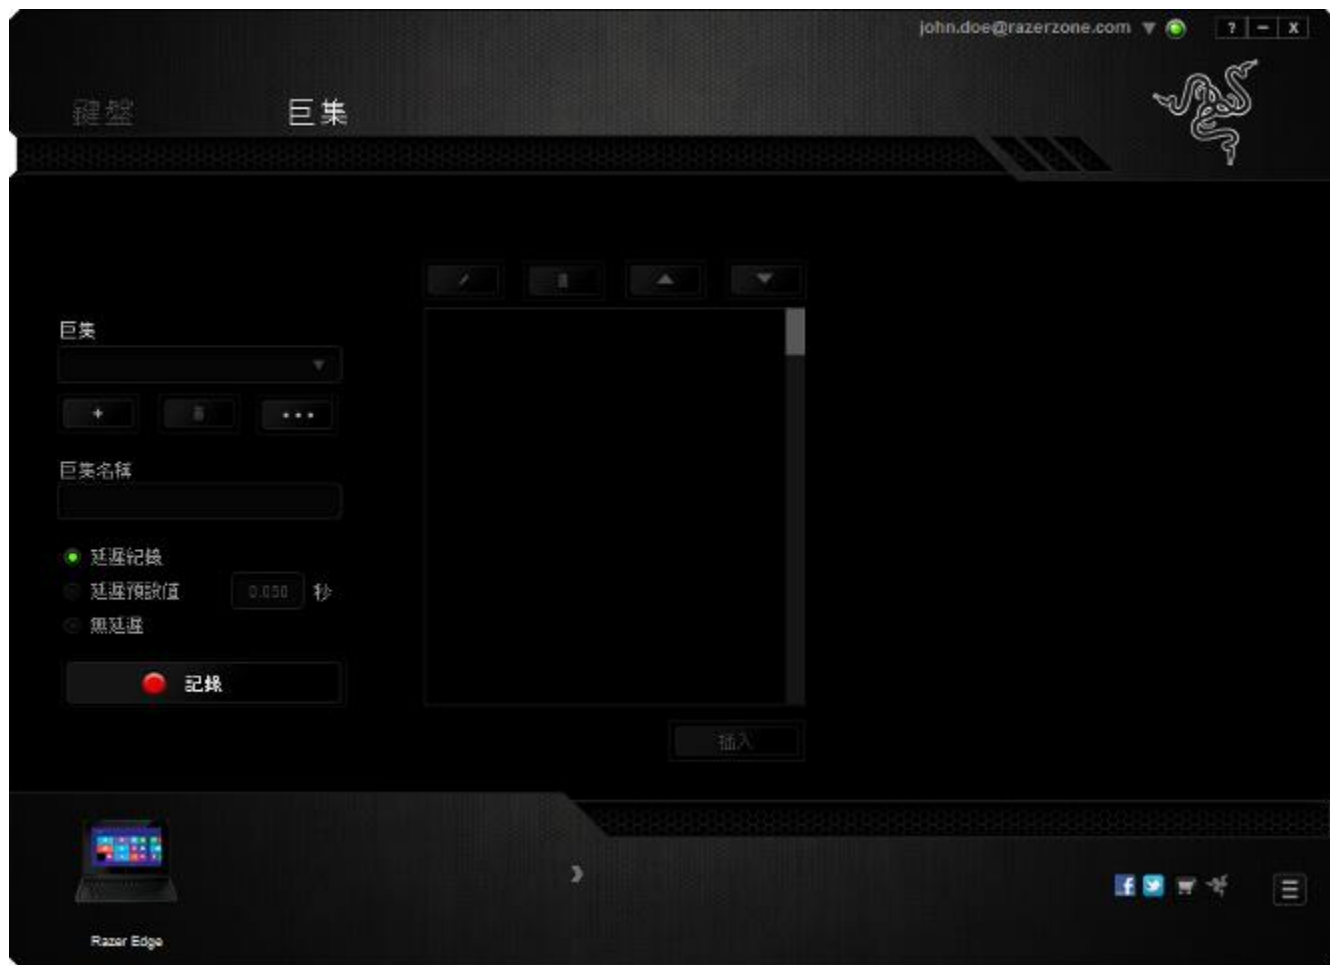 john.doe@razerzone.com
? – X
鍵盤 巨集
巨集
巨集名稱
延遲紀錄
延遲預設值 0.050 秒
無延遲
記錄
插入
Razer Edge